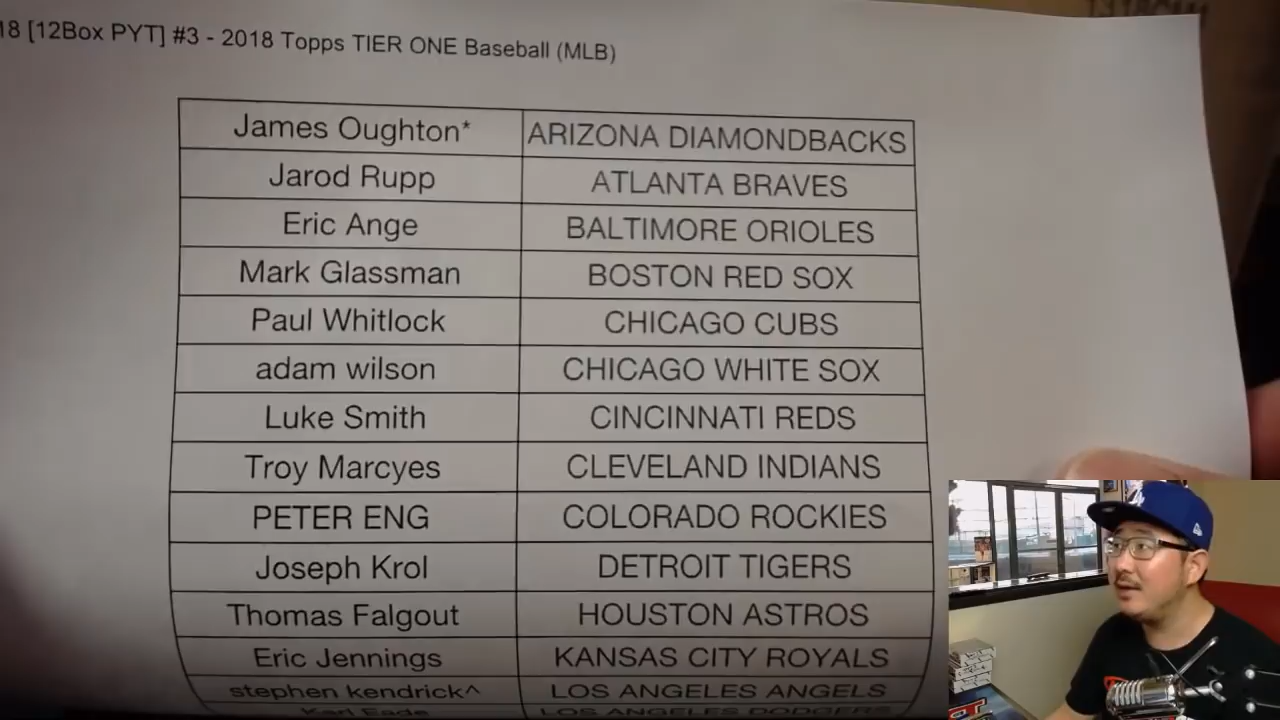 18 [12Box PYT] #3 - 2018 Topps TIER ONE Baseball (MLB)
James Oughton* ARIZONA DIAMONDBACKS
Jarod Rupp ATLANTA BRAVES
Eric Ange BALTIMORE ORIOLES
Mark Glassman BOSTON RED SOX
Paul Whitlock CHICAGO CUBS
adam wilson CHICAGO WHITE SOX
Luke Smith CINCINNATI REDS
Troy Marcyes CLEVELAND INDIANS
PETER ENG COLORADO ROCKIES
Joseph Krol DETROIT TIGERS
Thomas Falgout HOUSTON ASTROS
Eric Jennings KANSAS CITY ROYALS
stephen kendrick^ LOS ANGELES ANGELS
Karl Eade LOS ANGELES DODGERS